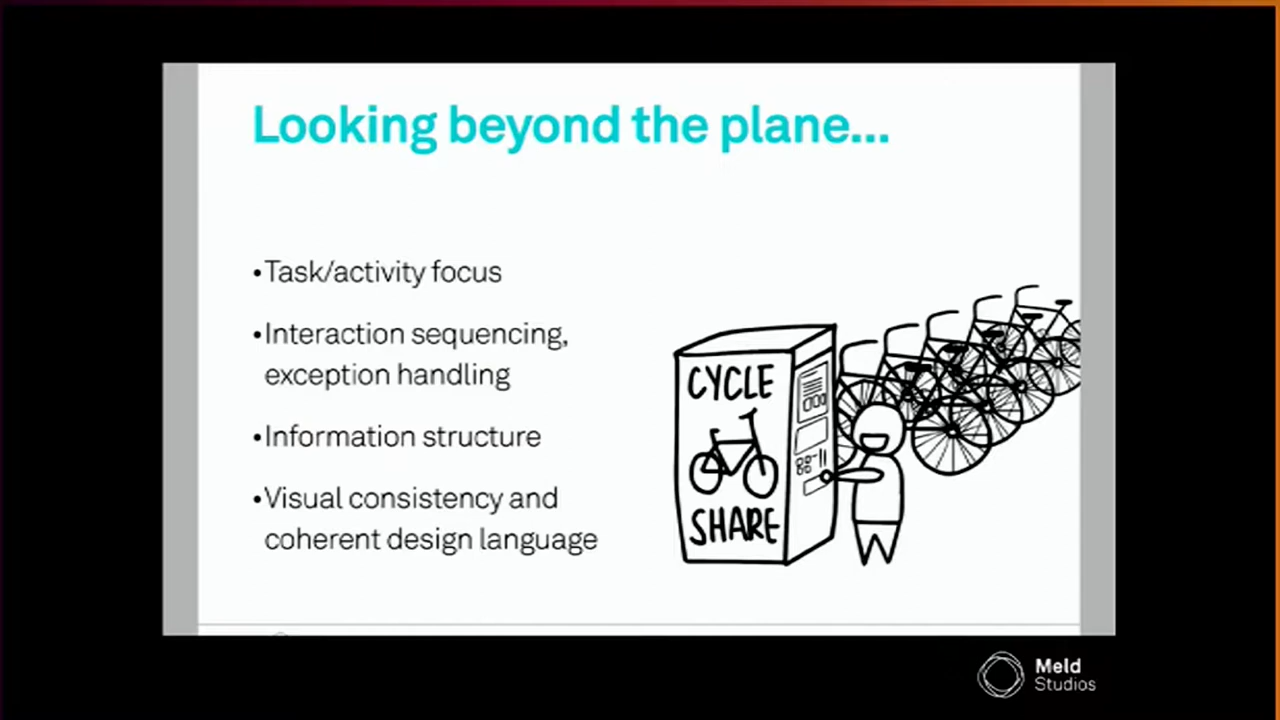 Looking beyond the plane...
•Task/activity focus
•Interaction sequencing,
exception handling
•Information structure
•Visual consistency and
coherent design language
CYCLE
SHARE
Meld
Studios